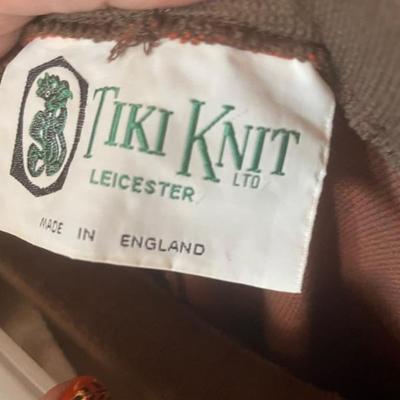 TIKI KNIT LTD
LEICESTER
MADE IN ENGLAND